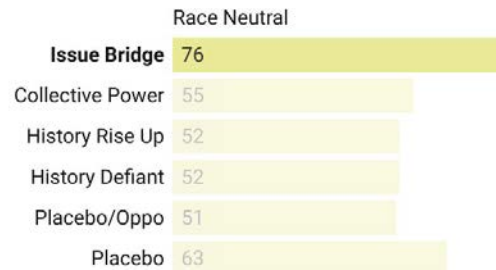 Race Neutral
Issue Bridge 76
Collective Power 55
History Rise Up 52
History Defiant 52
Placebo/Oppo 51
Placebo 63